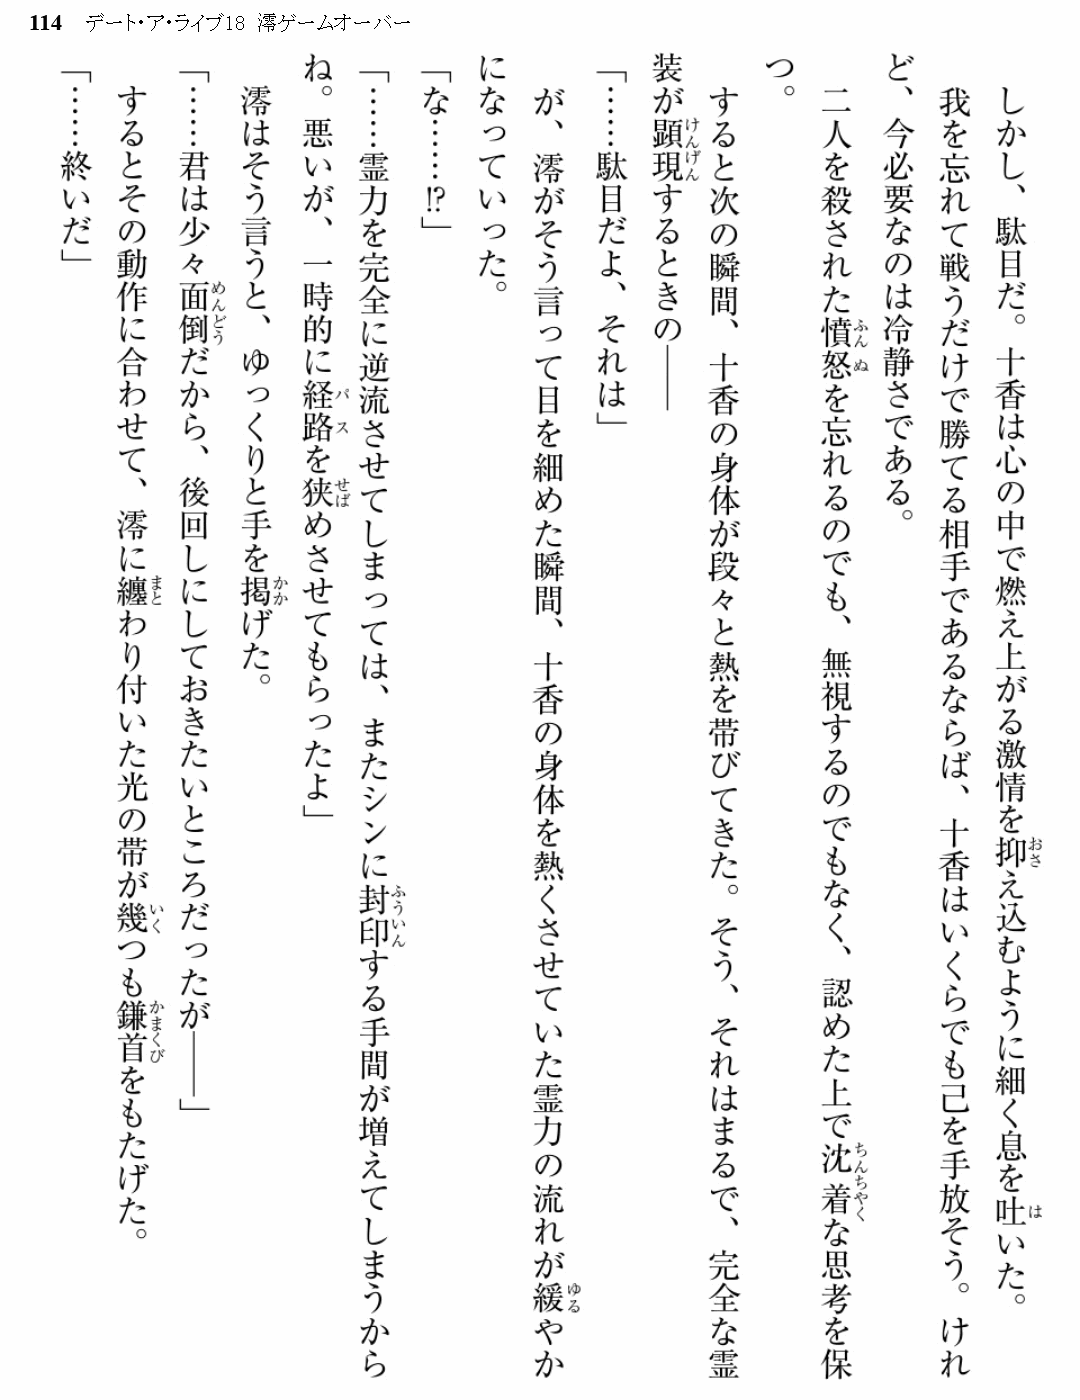 114 デート・ア・ライブ18 澪ゲームオーバー
しかし、駄目だ。十香は心の中で燃え上がる激情を抑え込むように細く息を吐いた。
我を忘れて戦うだけで勝てる相手であるならば、十香はいくらでも己を手放そう。けれ
ど、今必要なのは冷静さである。
二人を殺された憤怒を忘れるのでも、無視するのでもなく、認めた上で沈着な思考を保
つ。
すると次の瞬間、十香の身体が段々と熱を帯びてきた。そう、それはまるで、完全な霊
装が顕現するときの――
「……駄目だよ、それは」
が、澪がそう言って目を細めた瞬間、十香の身体を熱くさせていた霊力の流れが緩やか
になっていった。
「な……!?」
「……霊力を完全に逆流させてしまっては、またシンに封印する手間が増えてしまうから
ね。悪いが、一時的に経路を狭めさせてもらったよ」
澪はそう言うと、ゆっくりと手を掲げた。
「……君は少々面倒だから、後回しにしておきたいところだったが――」
するとその動作に合わせて、澪に纏わり付いた光の帯が幾つも鎌首をもたげた。
「……終いだ」